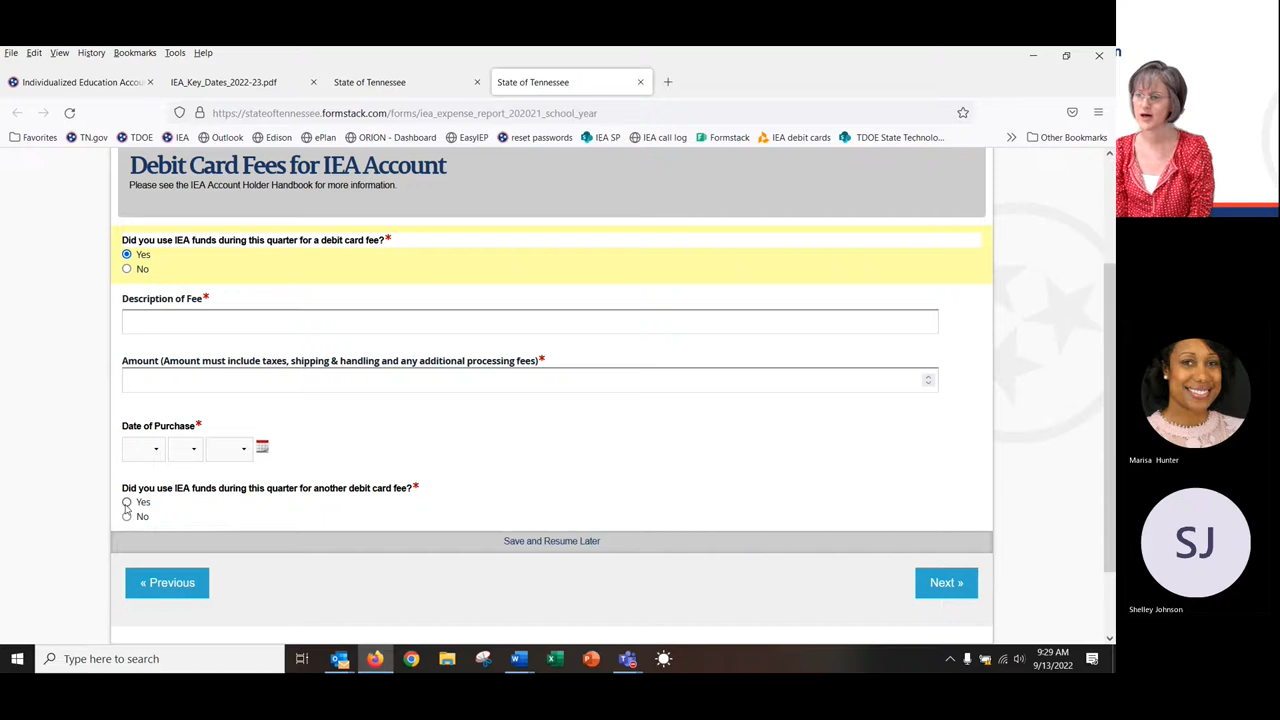 File Edit View History Bookmarks Tools Help
Individualized Education Accou
IEA_Key_Dates_2022-23.pdf
State of Tennessee
State of Tennessee
https://stateoftennessee.formstack.com/forms/iea_expense_report_202021_school_year
Favorites TN.gov TDOE IEA Outlook Edison ePlan ORION - Dashboard EasyIEP reset passwords IEA SP IEA call log Formstack IEA debit cards TDOE State Technolo... Other Bookmarks
Debit Card Fees for IEA Account
Please see the IEA Account Holder Handbook for more information.
Did you use IEA funds during this quarter for a debit card fee?*
Yes
No
Description of Fee*
Amount (Amount must include taxes, shipping & handling and any additional processing fees)*
Date of Purchase*
Did you use IEA funds during this quarter for another debit card fee?*
Yes
No
Save and Resume Later
« Previous
Next »
Marisa Hunter
SJ
Shelley Johnson
Type here to search
9:29 AM
9/13/2022